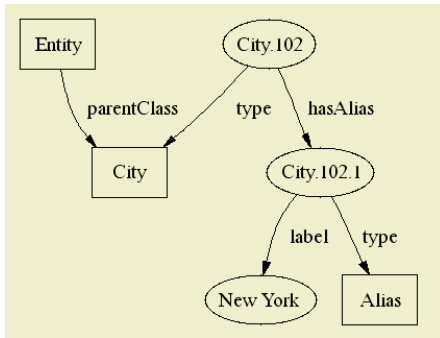 Entity
City.102
parentClass
type
hasAlias
City
City.102.1
label
type
New York
Alias